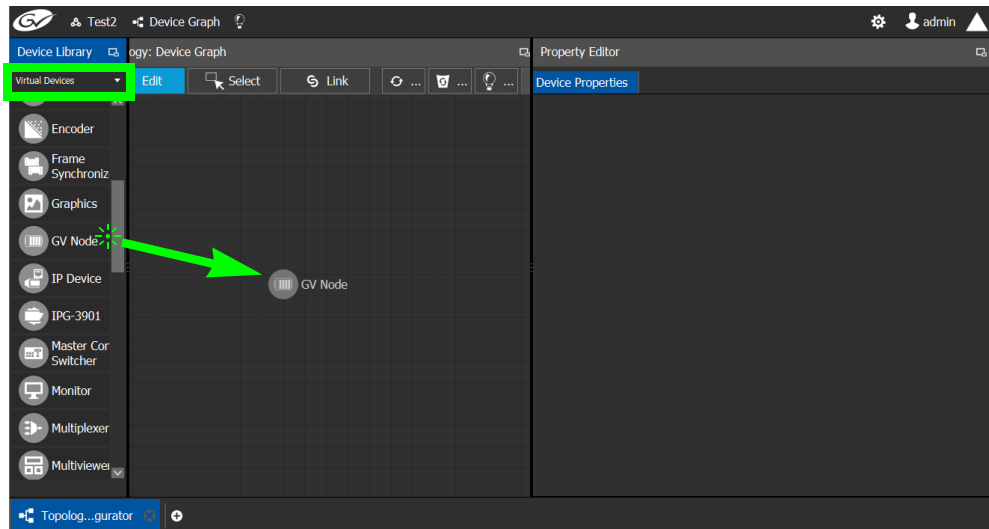 GV Test2 Device Graph admin
Device Library ogy: Device Graph Property Editor
Virtual Devices Edit Select Link ... ... ... Device Properties
Encoder
Frame
Synchroniz
Graphics
GV Node
GV Node
IP Device
IPG-3901
Master Cor
Switcher
Monitor
Multiplexer
Multiviewer
Topolog...gurator